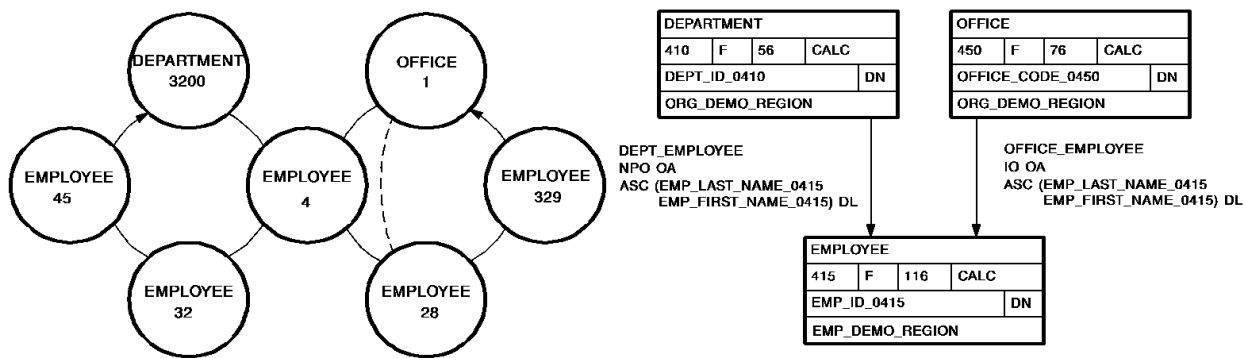 DEPARTMENT
3200
OFFICE
1
EMPLOYEE
45
EMPLOYEE
4
EMPLOYEE
329
EMPLOYEE
32
EMPLOYEE
28
DEPARTMENT
410 F 56 CALC
DEPT_ID_0410 DN
ORG_DEMO_REGION
OFFICE
450 F 76 CALC
OFFICE_CODE_0450 DN
ORG_DEMO_REGION
DEPT_EMPLOYEE
NPO OA
ASC (EMP_LAST_NAME_0415
EMP_FIRST_NAME_0415) DL
OFFICE_EMPLOYEE
IO OA
ASC (EMP_LAST_NAME_0415
EMP_FIRST_NAME_0415) DL
EMPLOYEE
415 F 116 CALC
EMP_ID_0415 DN
EMP_DEMO_REGION